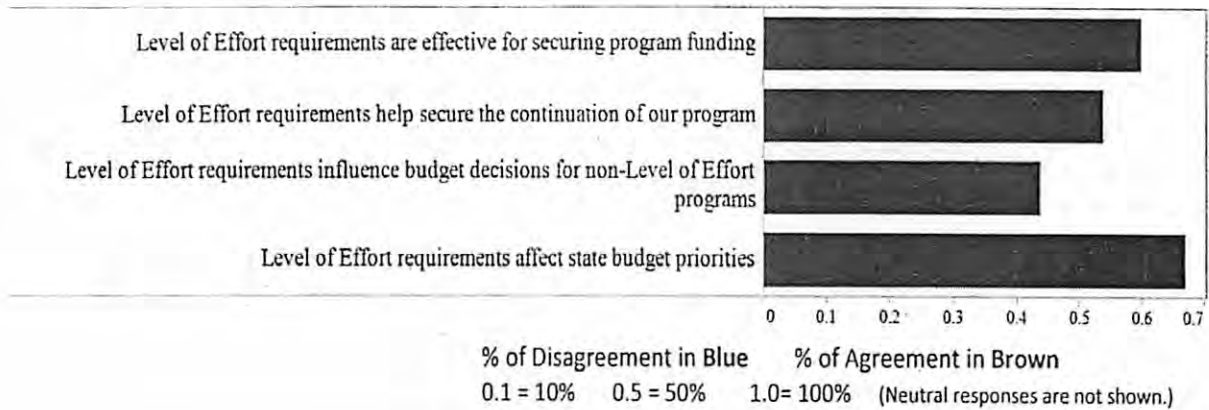 Level of Effort requirements are effective for securing program funding
Level of Effort requirements help secure the continuation of our program
Level of Effort requirements influence budget decisions for non-Level of Effort
programs
Level of Effort requirements affect state budget priorities
0 0.1 0.2 0.3 0.4 0.5 0.6 0.7
% of Disagreement in Blue % of Agreement in Brown
0.1 = 10% 0.5 = 50% 1.0= 100% (Neutral responses are not shown.)